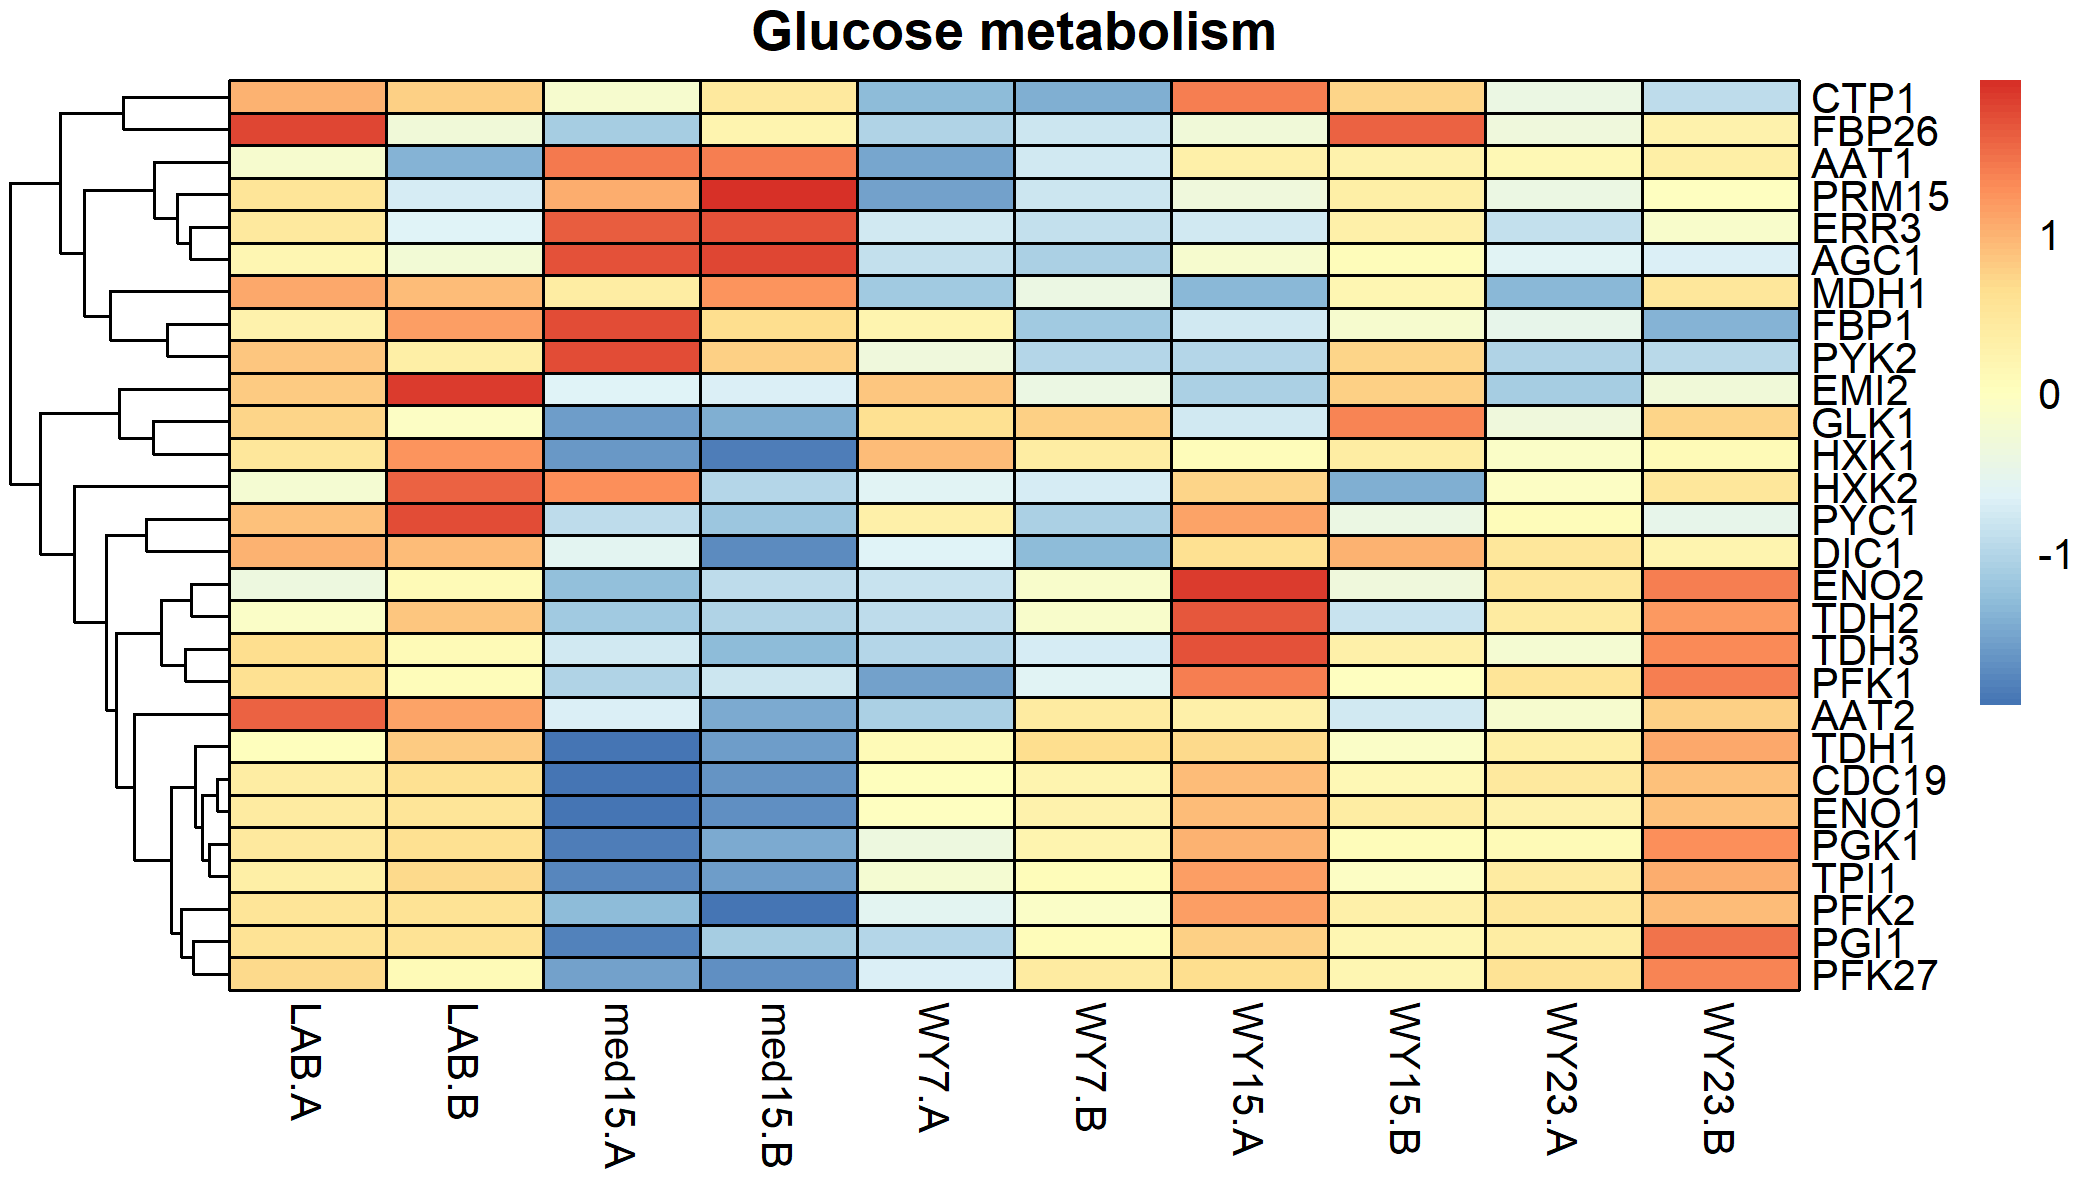 Glucose metabolism
CTP1
FBP26
AAT1
PRM15
ERR3
AGC1
MDH1
FBP1
PYK2
EMI2
GLK1
HXK1
HXK2
PYC1
DIC1
ENO2
TDH2
TDH3
PFK1
AAT2
TDH1
CDC19
ENO1
PGK1
TPI1
PFK2
PGI1
PFK27
1
0
-1
LAB.A
LAB.B
med15.A
med15.B
WY7.A
WY7.B
WY15.A
WY15.B
WY23.A
WY23.B